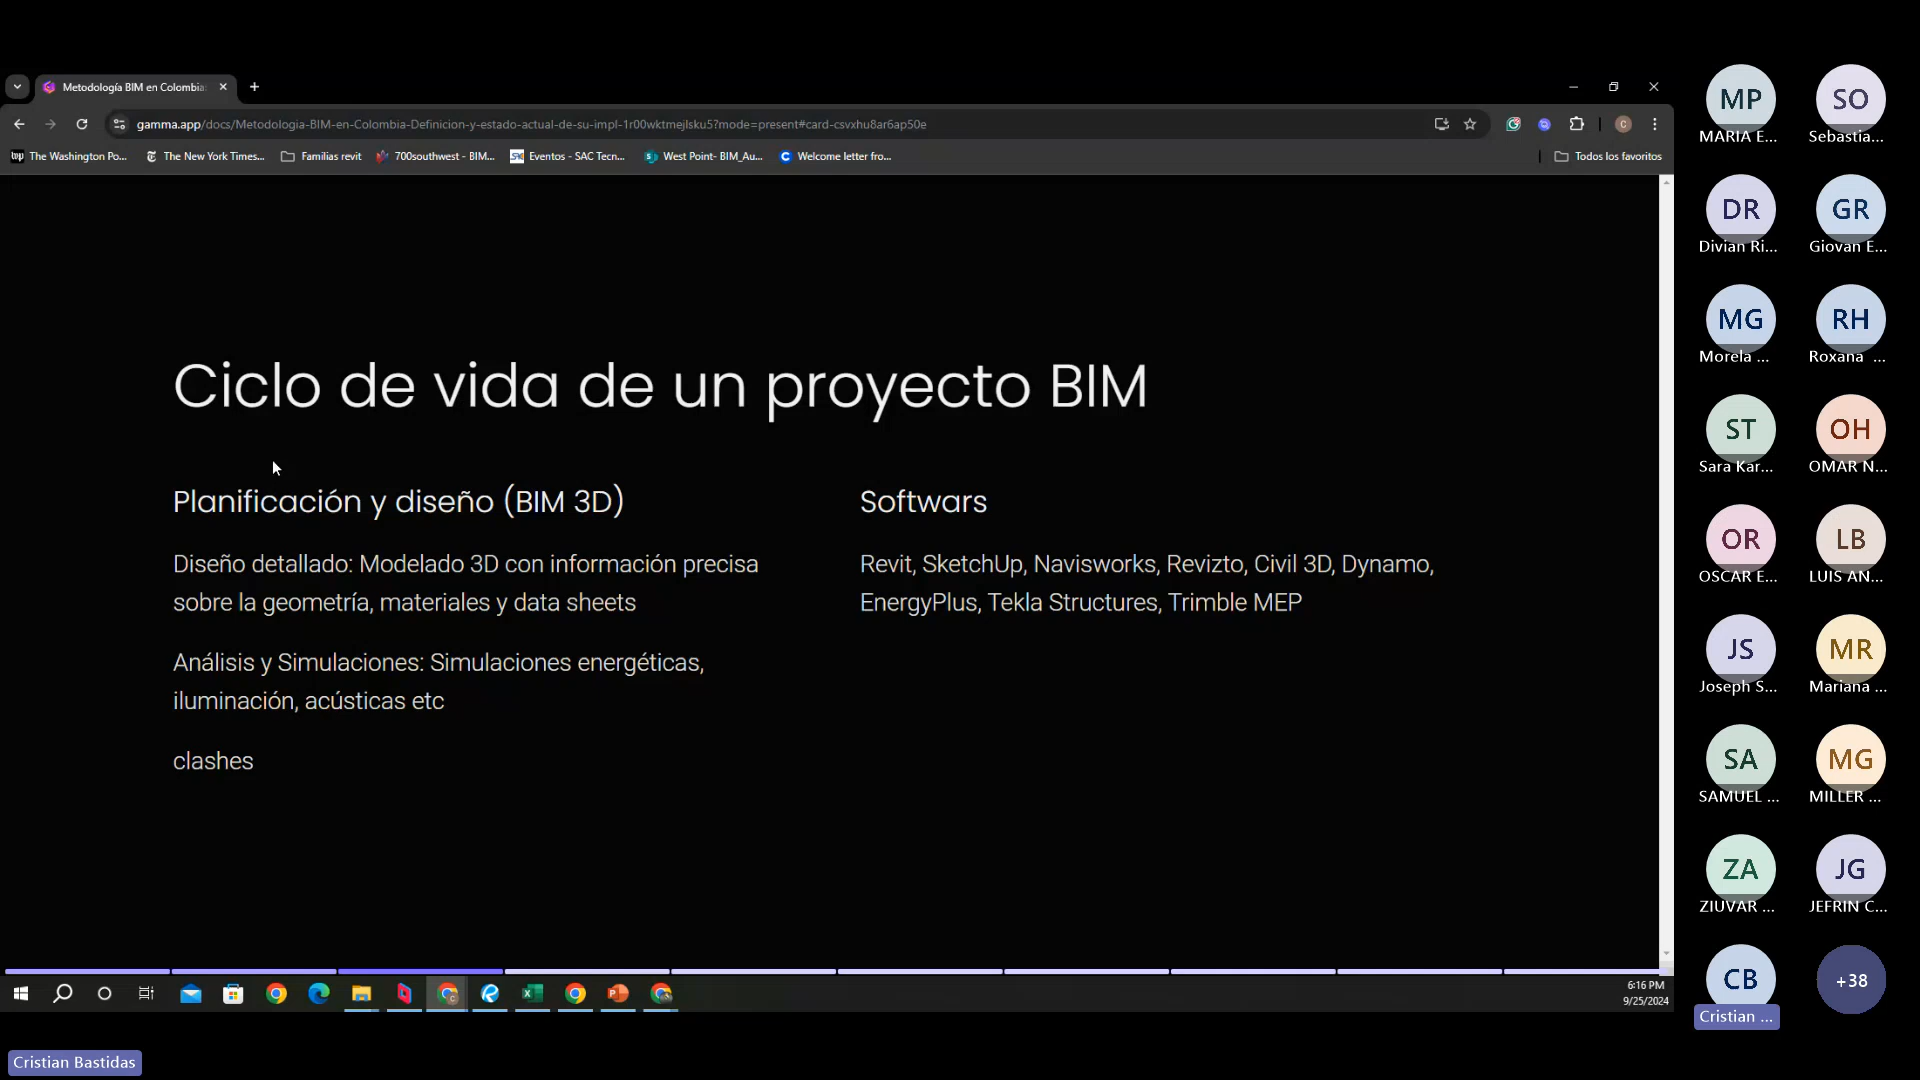 Metodología BIM en Colombia
gamma.app/docs/Metodologia-BIM-en-Colombia-Definicion-y-estado-actual-de-su-impl-1r00wktmejlsku5?mode=present#card-csvxhu8ar6ap50e
The Washington Po...
The New York Times...
Familias revit
700southwest - BIM...
Eventos - SAC Tecn...
West Point- BIM_Au...
Welcome letter fro...
Todos los favoritos
Ciclo de vida de un proyecto BIM
Planificación y diseño (BIM 3D)
Diseño detallado: Modelado 3D con información precisa
sobre la geometría, materiales y data sheets
Análisis y Simulaciones: Simulaciones energéticas,
iluminación, acústicas etc
clashes
Softwars
Revit, SketchUp, Navisworks, Revizto, Civil 3D, Dynamo,
EnergyPlus, Tekla Structures, Trimble MEP
MP
MARIA E...
SO
Sebastia...
DR
Divian Ri...
GR
Giovan E...
MG
Morela ...
RH
Roxana ...
ST
Sara Kar...
OH
OMAR N...
OR
OSCAR E...
LB
LUIS AN...
JS
Joseph S...
MR
Mariana ...
SA
SAMUEL ...
MG
MILLER ...
ZA
ZIUVAR ...
JG
JEFRIN C...
CB
Cristian ...
+38
6:16 PM
9/25/2024
Cristian Bastidas